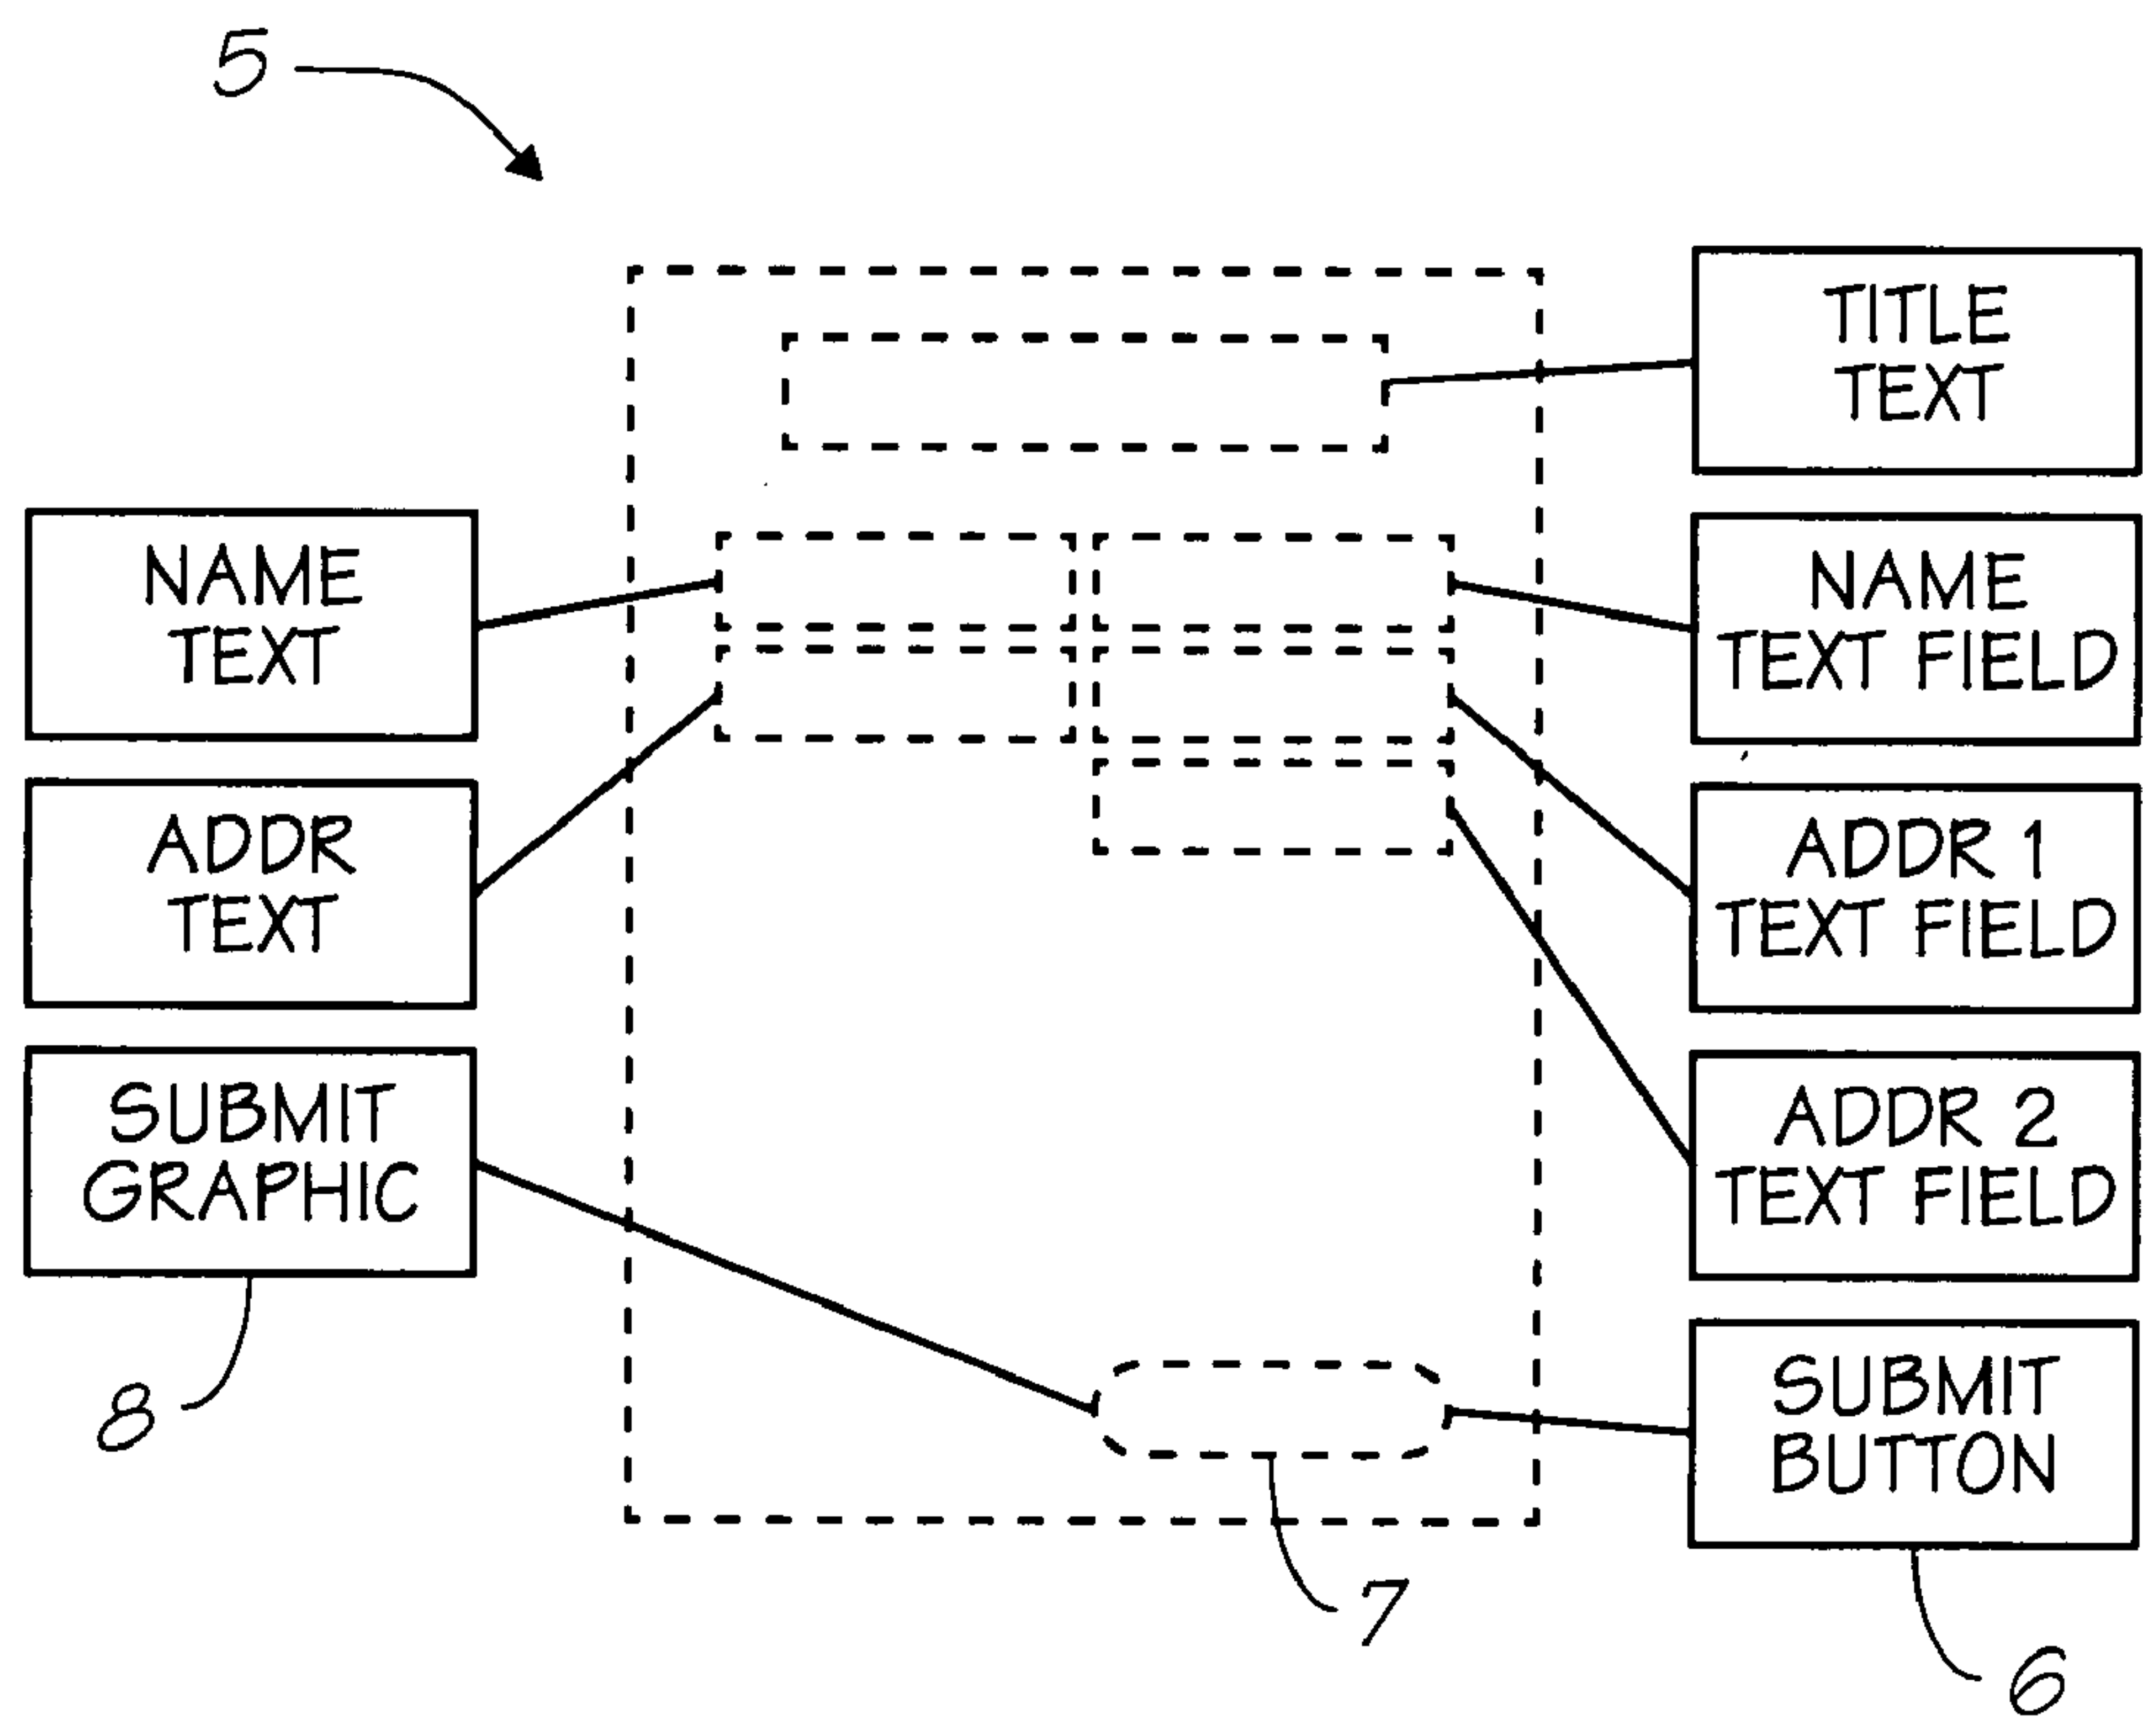 5
TITLE
TEXT
NAME
TEXT
NAME
TEXT FIELD
ADDR
TEXT
ADDR 1
TEXT FIELD
SUBMIT
GRAPHIC
ADDR 2
TEXT FIELD
8
SUBMIT
BUTTON
7
6